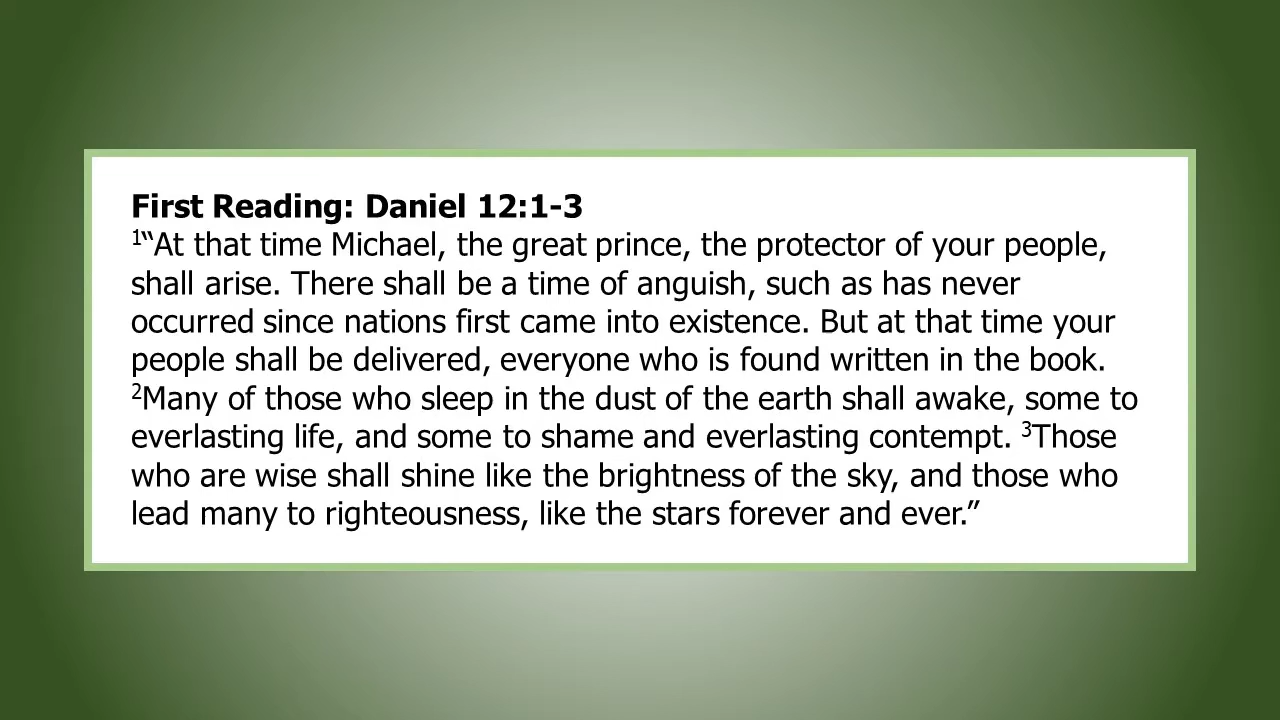 First Reading: Daniel 12:1-3
¹“At that time Michael, the great prince, the protector of your people,
shall arise. There shall be a time of anguish, such as has never
occurred since nations first came into existence. But at that time your
people shall be delivered, everyone who is found written in the book.
²Many of those who sleep in the dust of the earth shall awake, some to
everlasting life, and some to shame and everlasting contempt. ³Those
who are wise shall shine like the brightness of the sky, and those who
lead many to righteousness, like the stars forever and ever.”